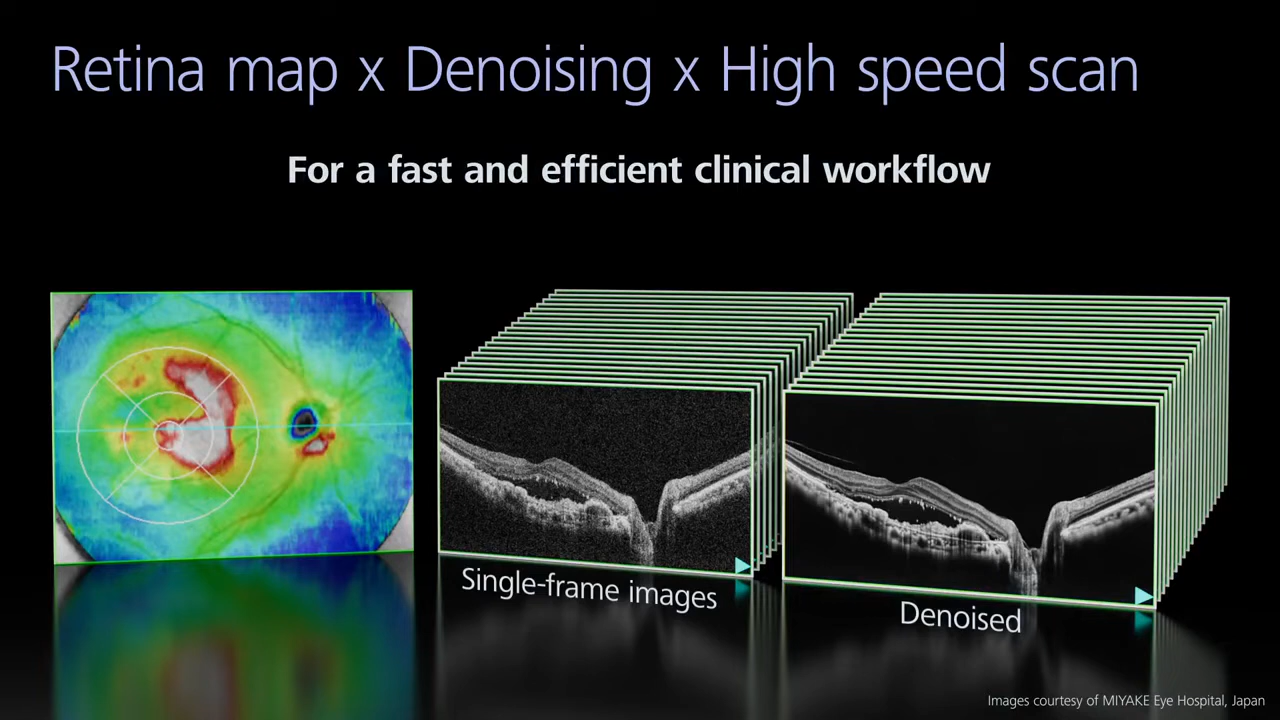 Retina map x Denoising x High speed scan
For a fast and efficient clinical workflow
Single-frame images
Denoised
Images courtesy of MIYAKE Eye Hospital, Japan